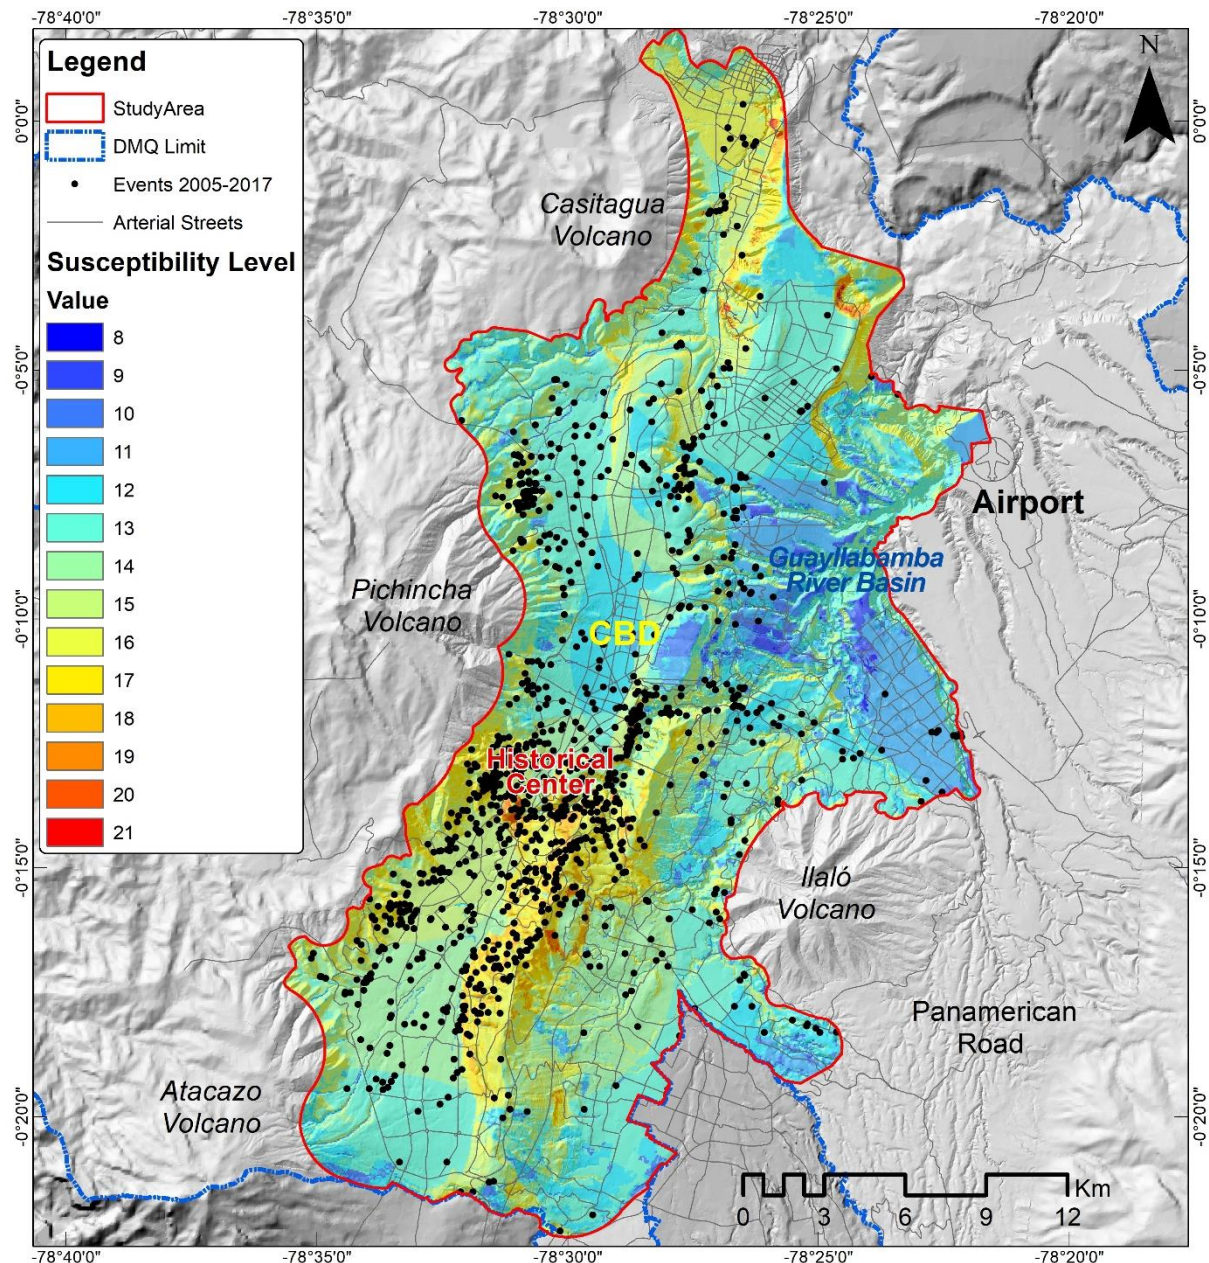 -78°40'0" -78°35'0" -78°30'0" -78°25'0" -78°20'0"
N
Legend
StudyArea
DMQ Limit
Events 2005-2017
Arterial Streets
Susceptibility Level
Value
8
9
10
11
12
13
14
15
16
17
18
19
20
21
0°0'0"
-0°5'0"
-0°10'0"
-0°15'0"
-0°20'0"
Casitagua
Volcano
Airport
Guayllabamba
River Basin
Pichincha
Volcano
CBD
Historical
Center
Ilaló
Volcano
Panamerican
Road
Atacazo
Volcano
0°0'0"
-0°5'0"
-0°10'0"
-0°15'0"
-0°20'0"
Km
0 3 6 9 12
-78°40'0" -78°35'0" -78°30'0" -78°25'0" -78°20'0"